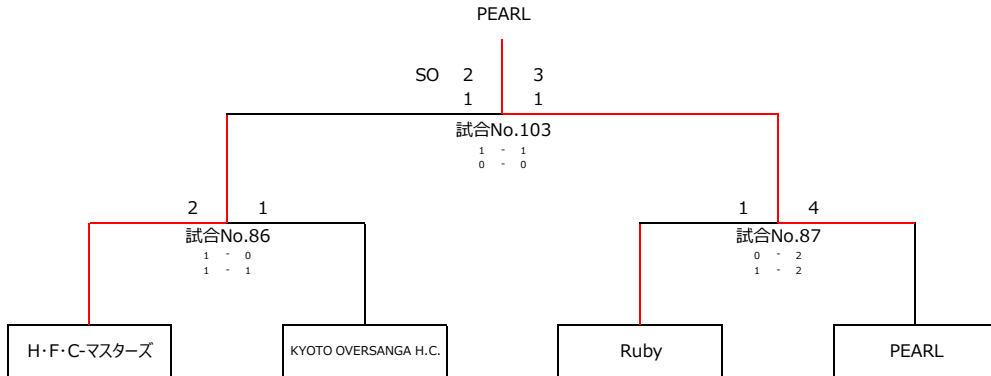 PEARL
SO 2 3
1 1
試合No.103
1 - 1
0 - 0
2 1
試合No.86
1 - 0
1 - 1
1 4
試合No.87
0 - 2
1 - 2
H・F・C-マスターズ
KYOTO OVERSANGA H.C.
Ruby
PEARL